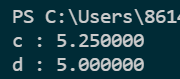 PS C:\Users\8614
c : 5.250000
d : 5.000000